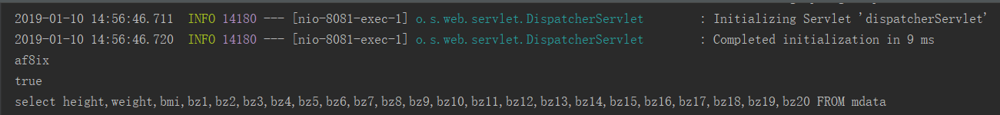 2019-01-10 14:56:46.711  INFO 14180 --- [nio-8081-exec-1] o.s.web.servlet.DispatcherServlet        : Initializing Servlet 'dispatcherServlet'
2019-01-10 14:56:46.720  INFO 14180 --- [nio-8081-exec-1] o.s.web.servlet.DispatcherServlet        : Completed initialization in 9 ms
af8ix
true
select height,weight,bmi,bz1,bz2,bz3,bz4,bz5,bz6,bz7,bz8,bz9,bz10,bz11,bz12,bz13,bz14,bz15,bz16,bz17,bz18,bz19,bz20 FROM mdata